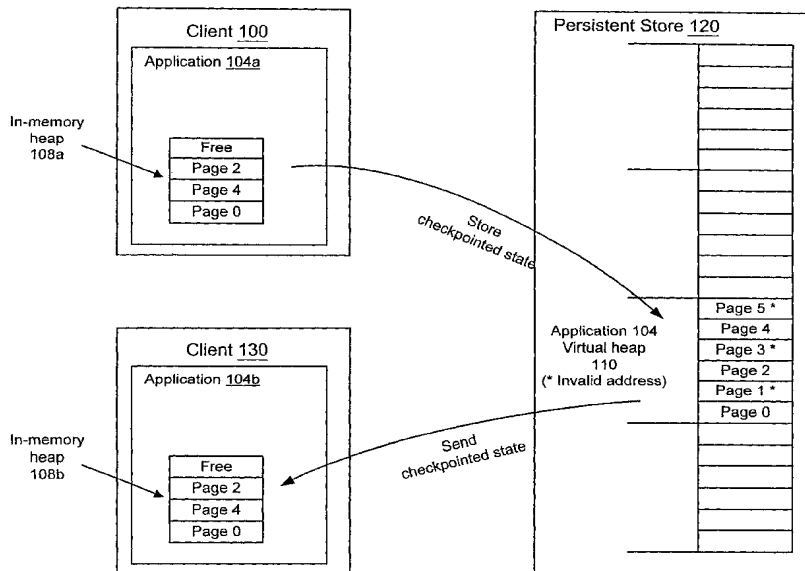 Client 100
Application 104a
In-memory
heap
108a
Free
Page 2
Page 4
Page 0
Store
checkpointed state
Persistent Store 120
Page 5 *
Page 4
Page 3 *
Page 2
Page 1 *
Page 0
Application 104
Virtual heap
110
(* Invalid address)
Client 130
Application 104b
In-memory
heap
108b
Free
Page 2
Page 4
Page 0
Send
checkpointed state